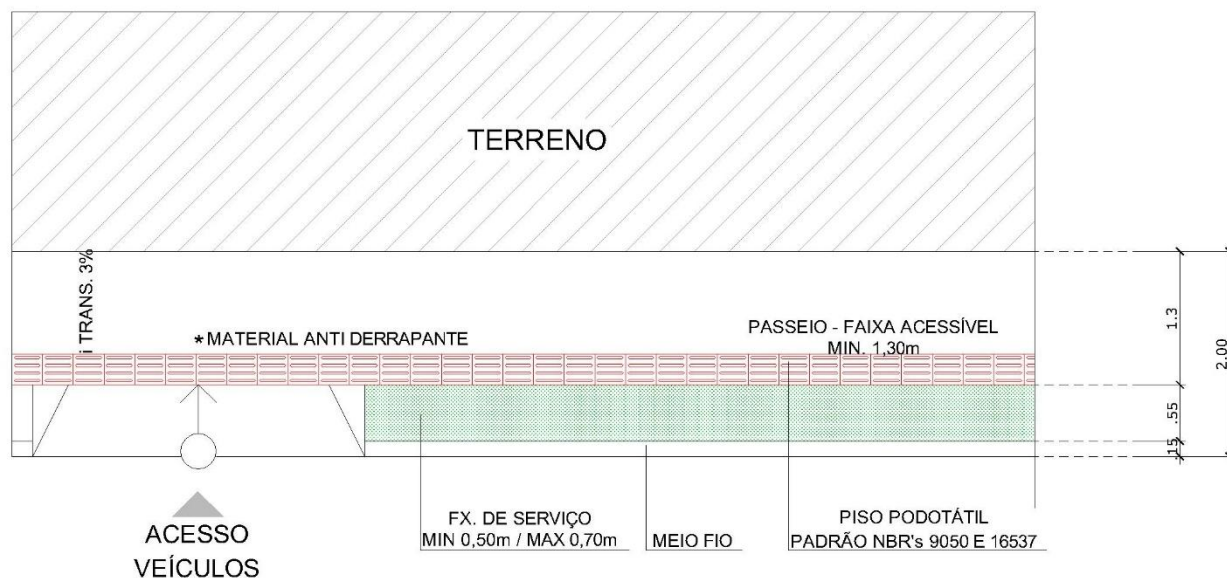 TERRENO
i TRANS. 3%
*MATERIAL ANTI DERRAPANTE
PASSEIO - FAIXA ACESSÍVEL
MIN. 1,30m
1.3
2.00
.55
.15
ACESSO
VEÍCULOS
FX. DE SERVIÇO
MIN 0,50m / MAX 0,70m
MEIO FIO
PISO PODOTÁTIL
PADRÃO NBR's 9050 E 16537